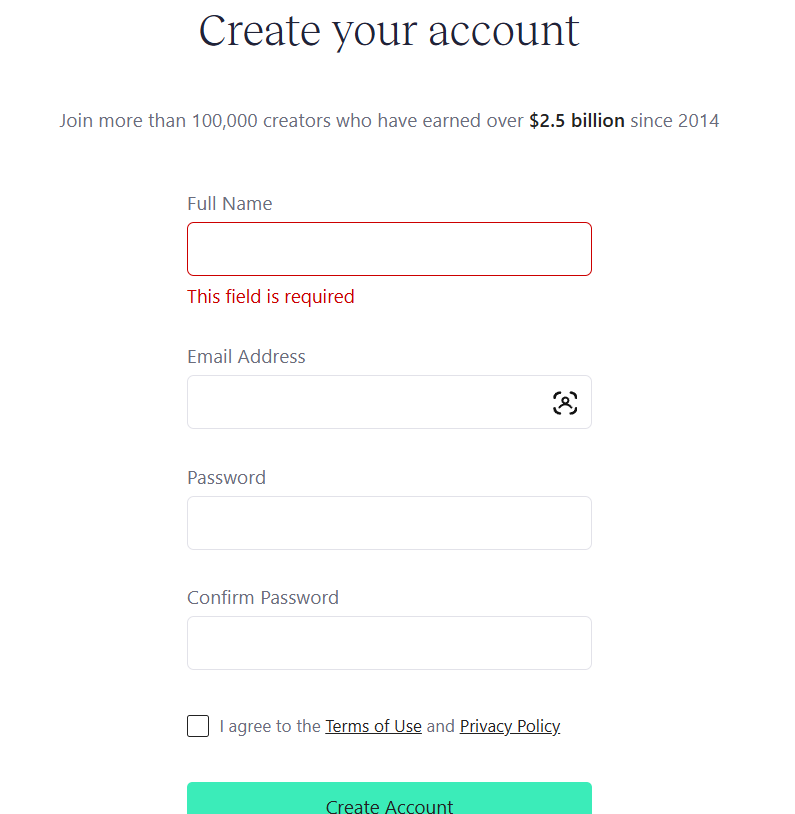 Create your account
Join more than 100,000 creators who have earned over $2.5 billion since 2014
Full Name
This field is required
Email Address
Password
Confirm Password
I agree to the Terms of Use and Privacy Policy
Create Account